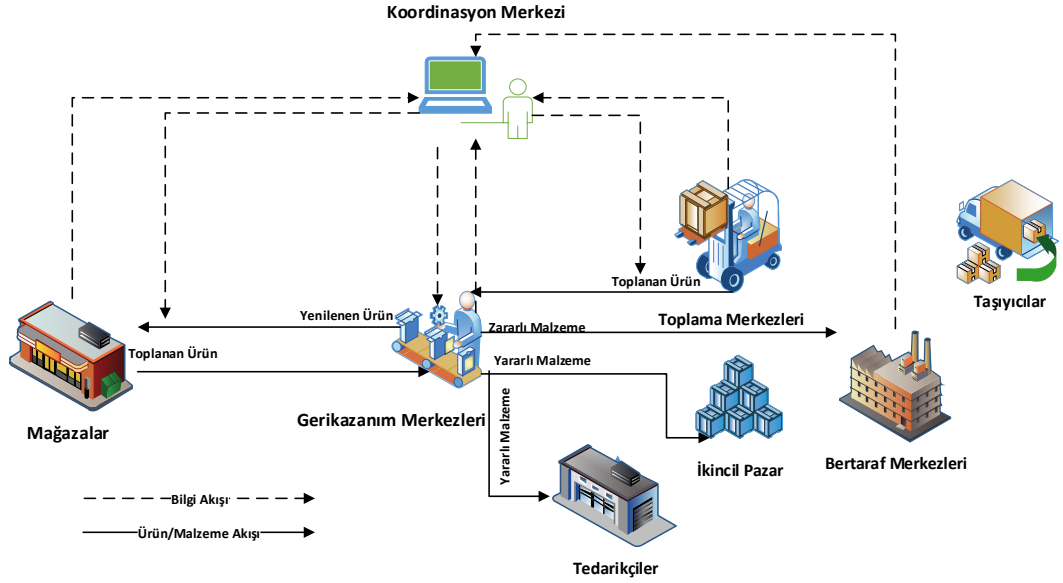 Koordinasyon Merkezi
Toplanan Ürün
Taşıyıcılar
Yenilenen Ürün
Zararlı Malzeme
Toplama Merkezleri
Toplanan Ürün
Yararlı Malzeme
Gerikazanım Merkezleri
Mağazalar
Yararlı Malzeme
İkincil Pazar
Bertaraf Merkezleri
Bilgi Akışı
Ürün/Malzeme Akışı
Tedarikçiler